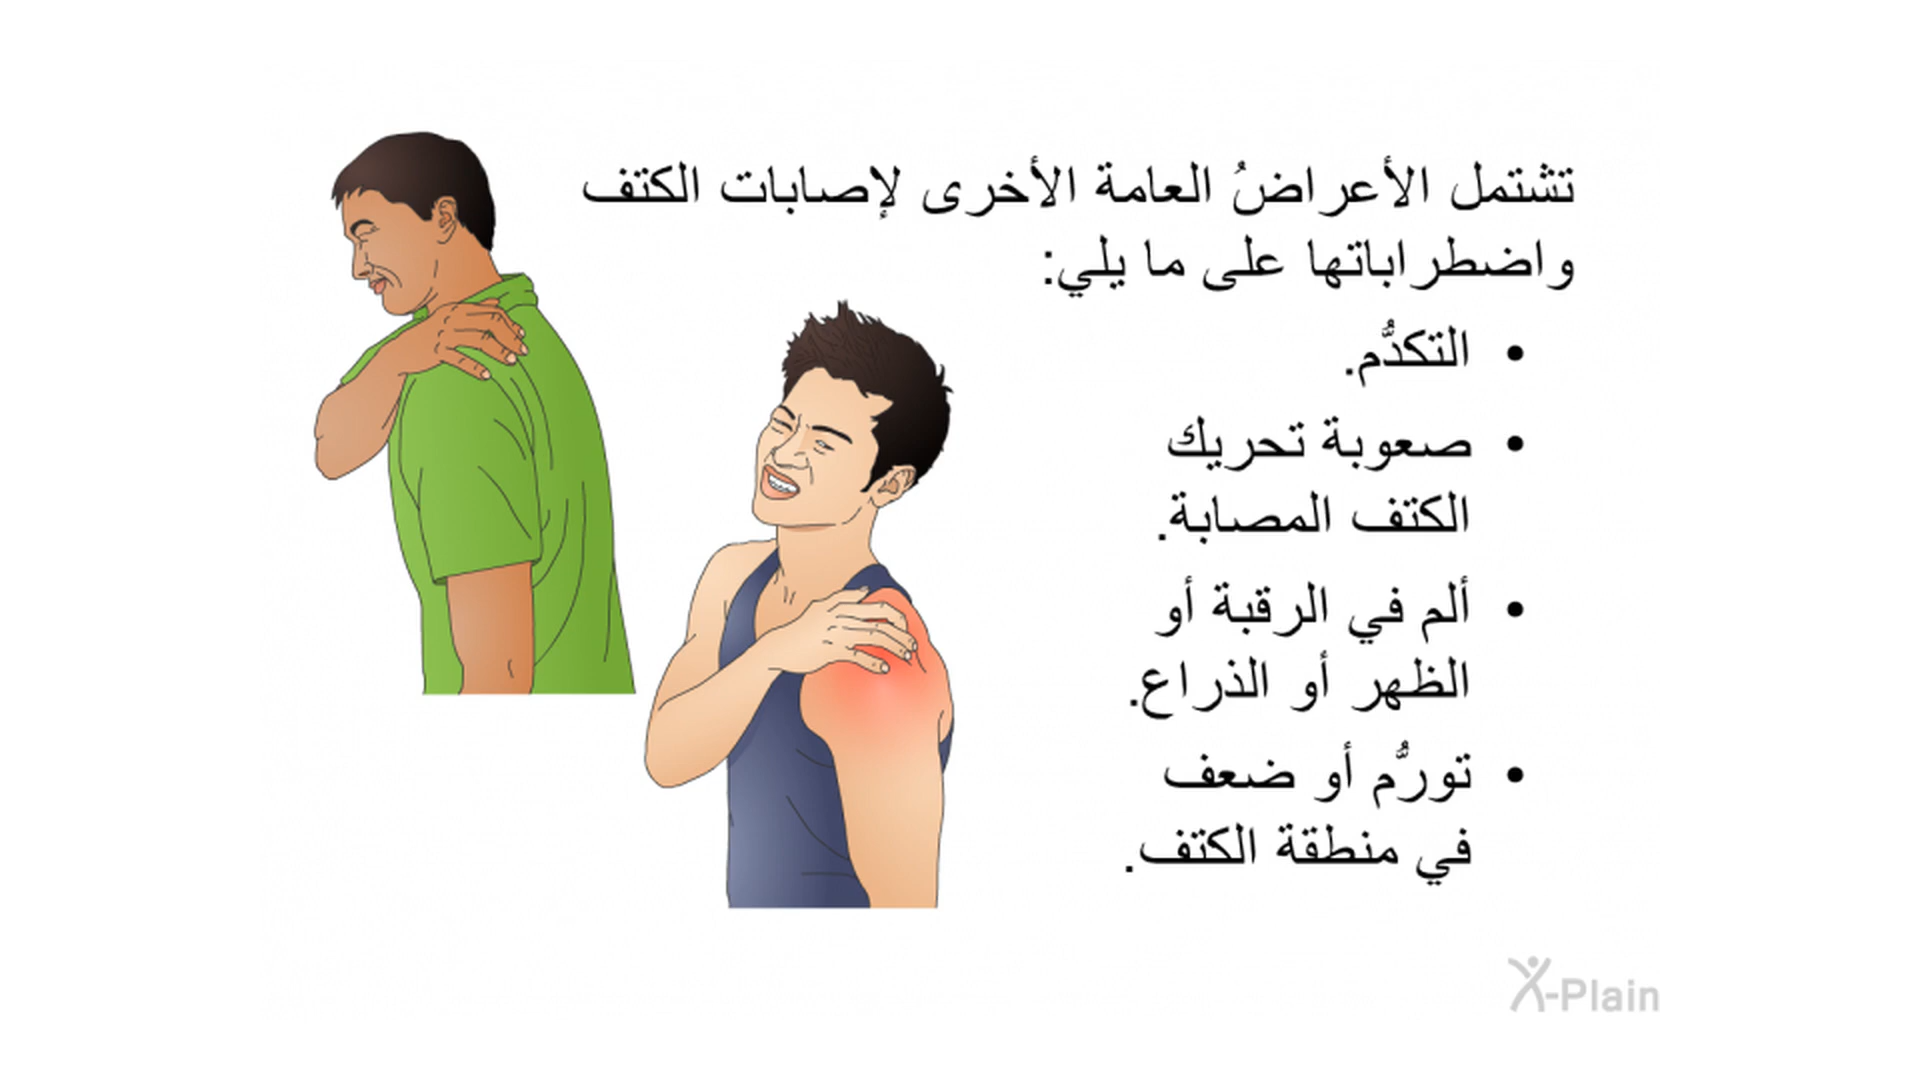 تشتمل الأعراضُ العامة الأخرى لإصابات الكتف
واضطراباتها على ما يلي:
• التكدُّم.
• صعوبة تحريك
الكتف المصابة.
• ألم في الرقبة أو
الظهر أو الذراع.
• تورُّم أو ضعف
في منطقة الكتف.
X-Plain